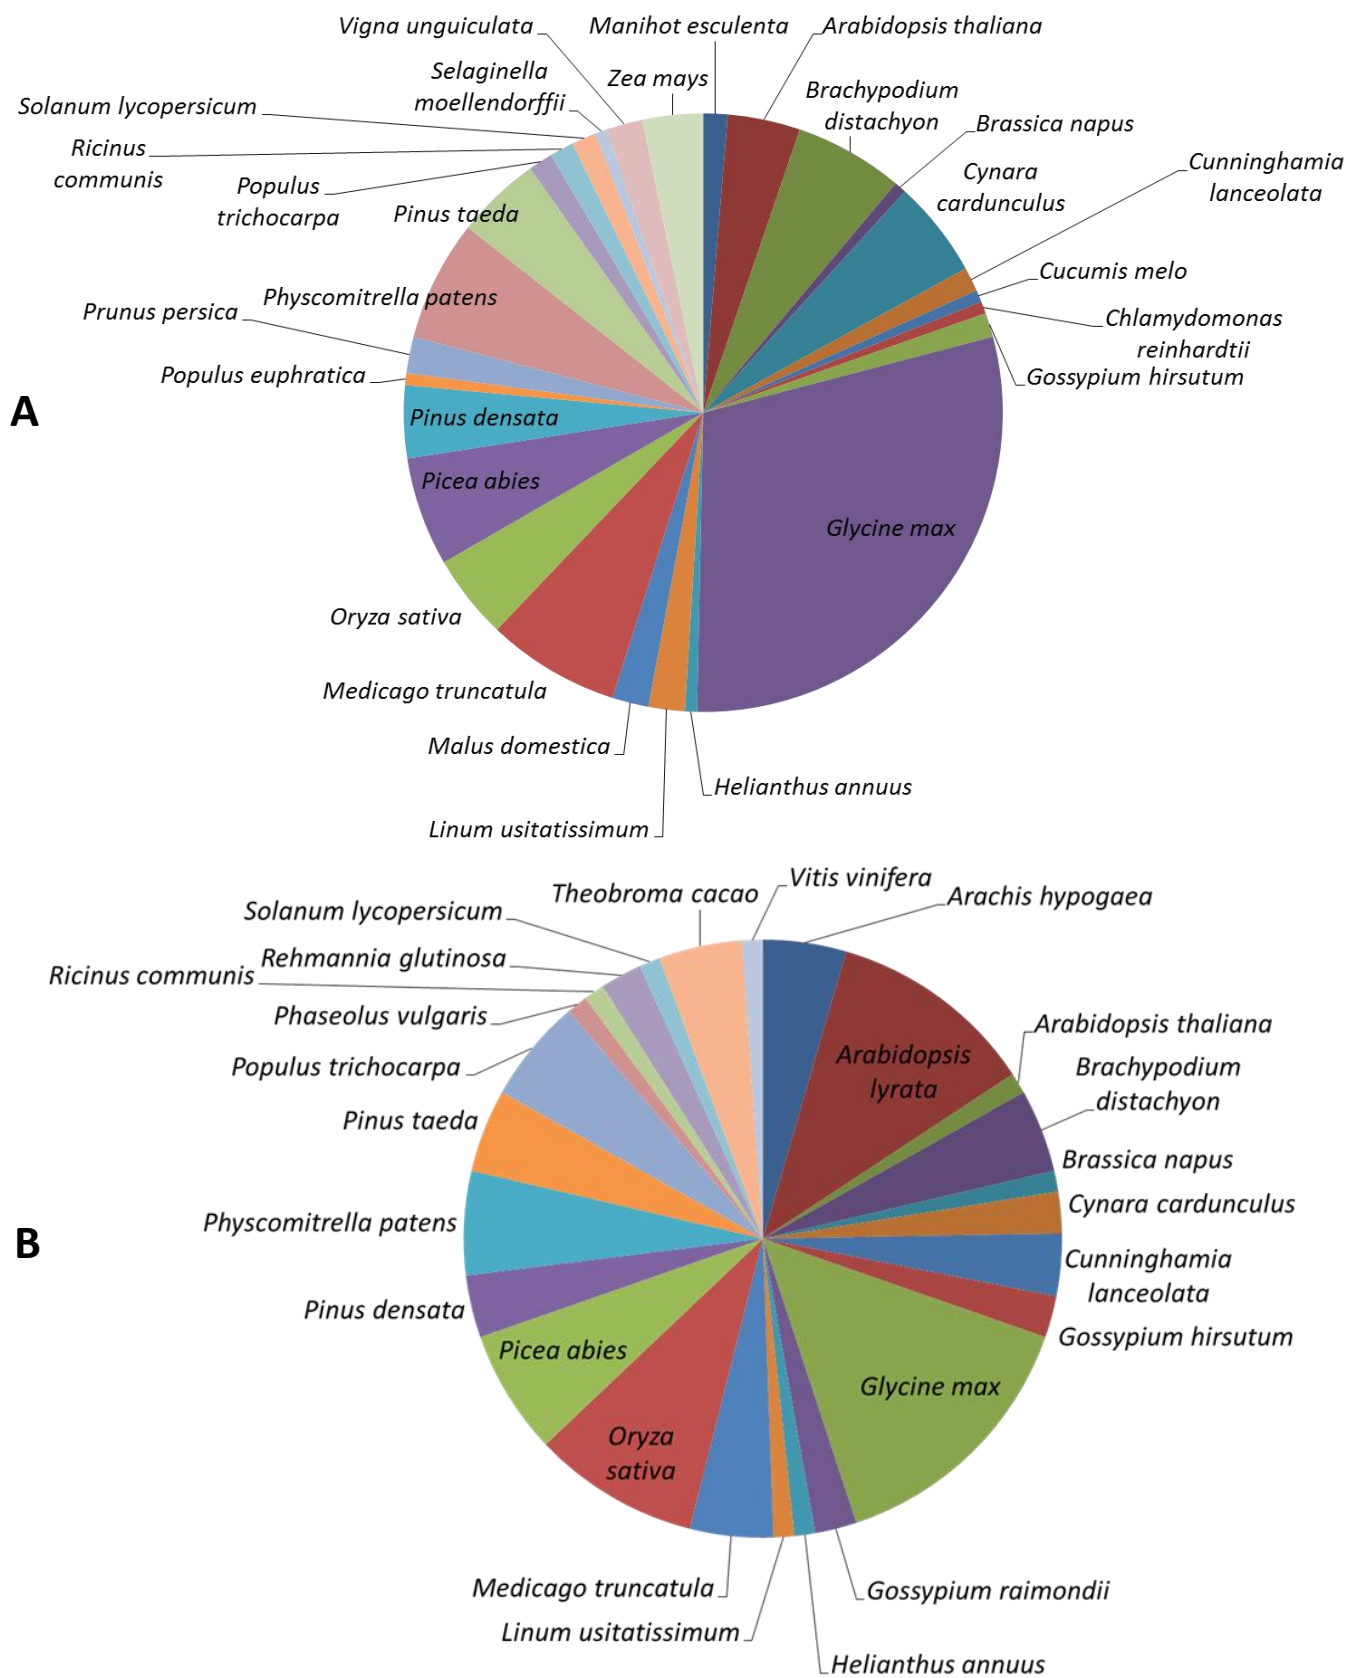 Vigna unguiculata
Manihot esculenta
Arabidopsis thaliana
Selaginella
moellendorffii
Zea mays
Brachypodium
distachyon
Solanum lycopersicum
Brassica napus
Ricinus
communis
Cynara
cardunculus
Cunninghamia
lanceolata
Populus
trichocarpa
Pinus taeda
Cucumis melo
Physcomitrella patens
Prunus persica
Chlamydomonas
reinhardtii
Populus euphratica
Gossypium hirsutum
A
Pinus densata
Picea abies
Glycine max
Oryza sativa
Medicago truncatula
Malus domestica
Helianthus annuus
Linum usitatissimum
Vitis vinifera
Theobroma cacao
Arachis hypogaea
Solanum lycopersicum
Rehmannia glutinosa
Ricinus communis
Phaseolus vulgaris
Arabidopsis thaliana
Arabidopsis
lyrata
Populus trichocarpa
Brachypodium
distachyon
Pinus taeda
Brassica napus
Cynara cardunculus
Physcomitrella patens
B
Cunninghamia
lanceolata
Pinus densata
Gossypium hirsutum
Picea abies
Glycine max
Oryza
sativa
Medicago truncatula
Gossypium raimondii
Linum usitatissimum
Helianthus annuus